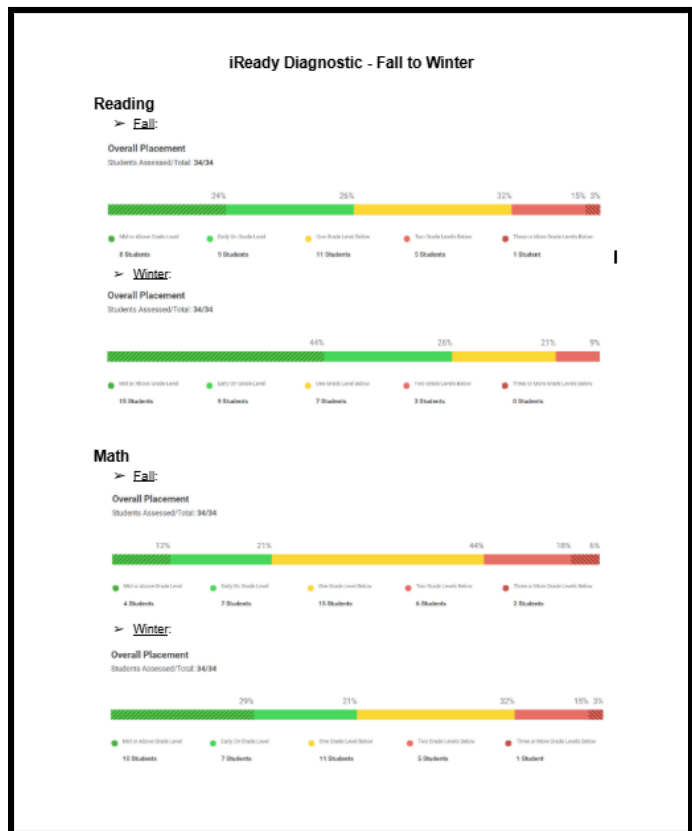 iReady Diagnostic - Fall to Winter
Reading
➢ Fall:
Overall Placement
Students Assessed/Total: 34/34
24% 26% 32% 15% 3%
Mid or Above Grade Level Early On Grade Level One Grade Level Below Two Grade Levels Below Three or More Grade Levels Below
8 Students 9 Students 11 Students 5 Students 1 Student
➢ Winter:
Overall Placement
Students Assessed/Total: 34/34
44% 26% 21% 9%
Mid or Above Grade Level Early On Grade Level One Grade Level Below Two Grade Levels Below Three or More Grade Levels Below
15 Students 9 Students 7 Students 3 Students 0 Students
Math
➢ Fall:
Overall Placement
Students Assessed/Total: 34/34
12% 21% 44% 18% 6%
Mid or Above Grade Level Early On Grade Level One Grade Level Below Two Grade Levels Below Three or More Grade Levels Below
4 Students 7 Students 15 Students 6 Students 2 Students
➢ Winter:
Overall Placement
Students Assessed/Total: 34/34
29% 21% 32% 15% 3%
Mid or Above Grade Level Early On Grade Level One Grade Level Below Two Grade Levels Below Three or More Grade Levels Below
10 Students 7 Students 11 Students 5 Students 1 Student